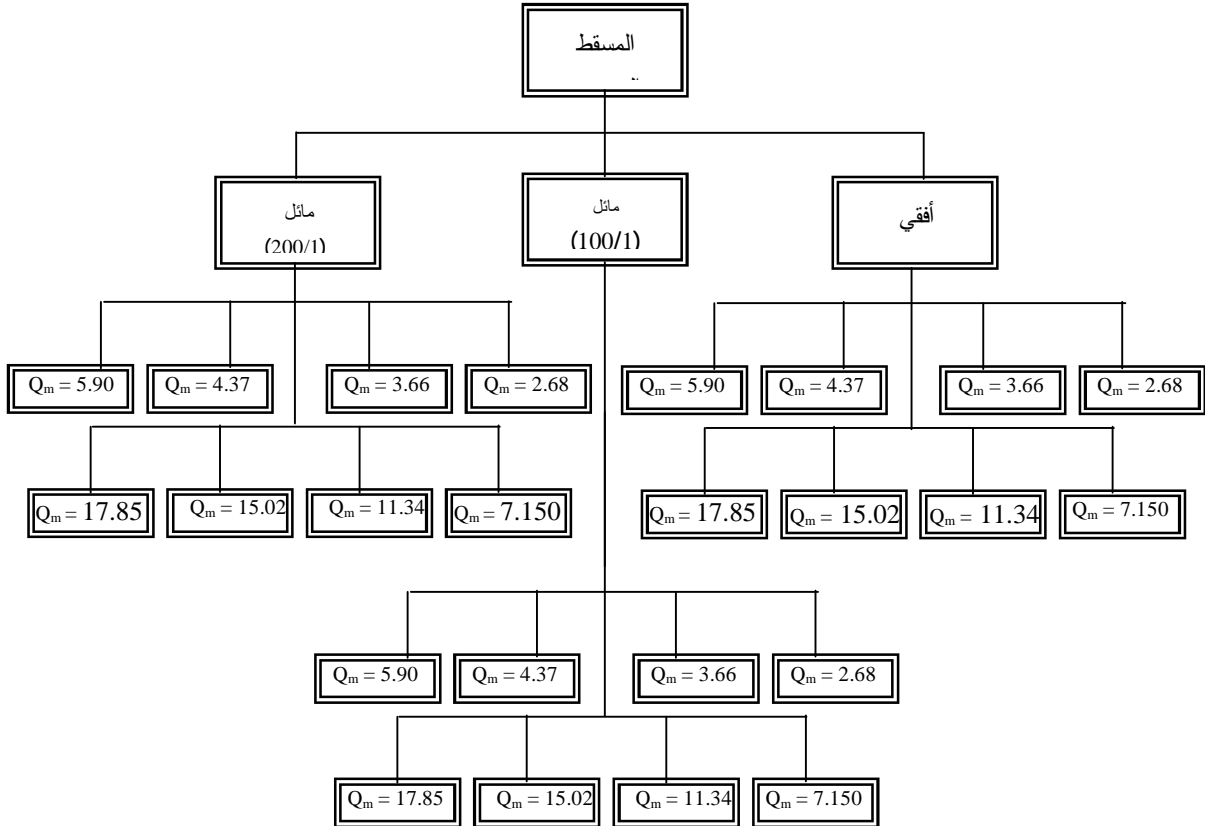 المسقط
مائل
(200/1)
مائل
(100/1)
أفقي
Qm = 5.90
Qm = 4.37
Qm = 3.66
Qm = 2.68
Qm = 5.90
Qm = 4.37
Qm = 3.66
Qm = 2.68
Qm = 17.85
Qm = 15.02
Qm = 11.34
Qm = 7.150
Qm = 17.85
Qm = 15.02
Qm = 11.34
Qm = 7.150
Qm = 5.90
Qm = 4.37
Qm = 3.66
Qm = 2.68
Qm = 17.85
Qm = 15.02
Qm = 11.34
Qm = 7.150